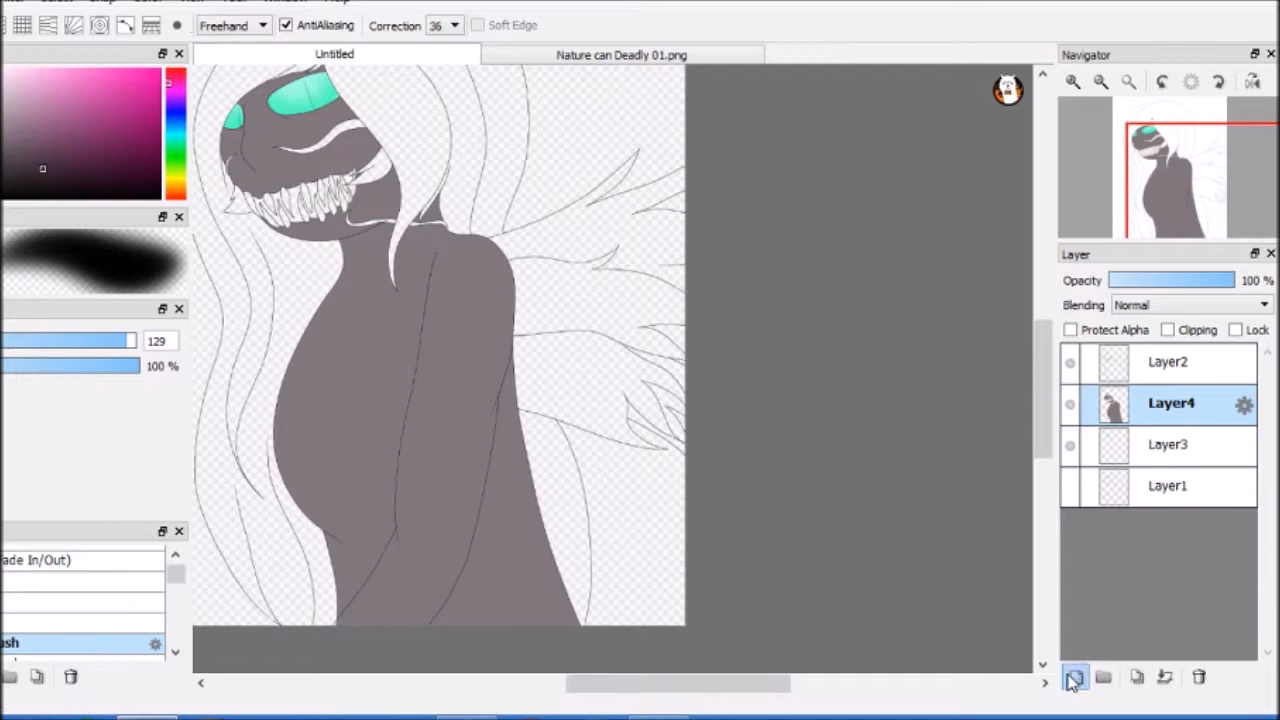 Freehand AntiAliasing Correction 36 Soft Edge
Untitled Nature can Deadly 01.png
Navigator
Layer
Opacity 100 %
Blending Normal
Protect Alpha Clipping Lock
Layer2
Layer4
Layer3
Layer1
129
100 %
ade In/Out)
ush